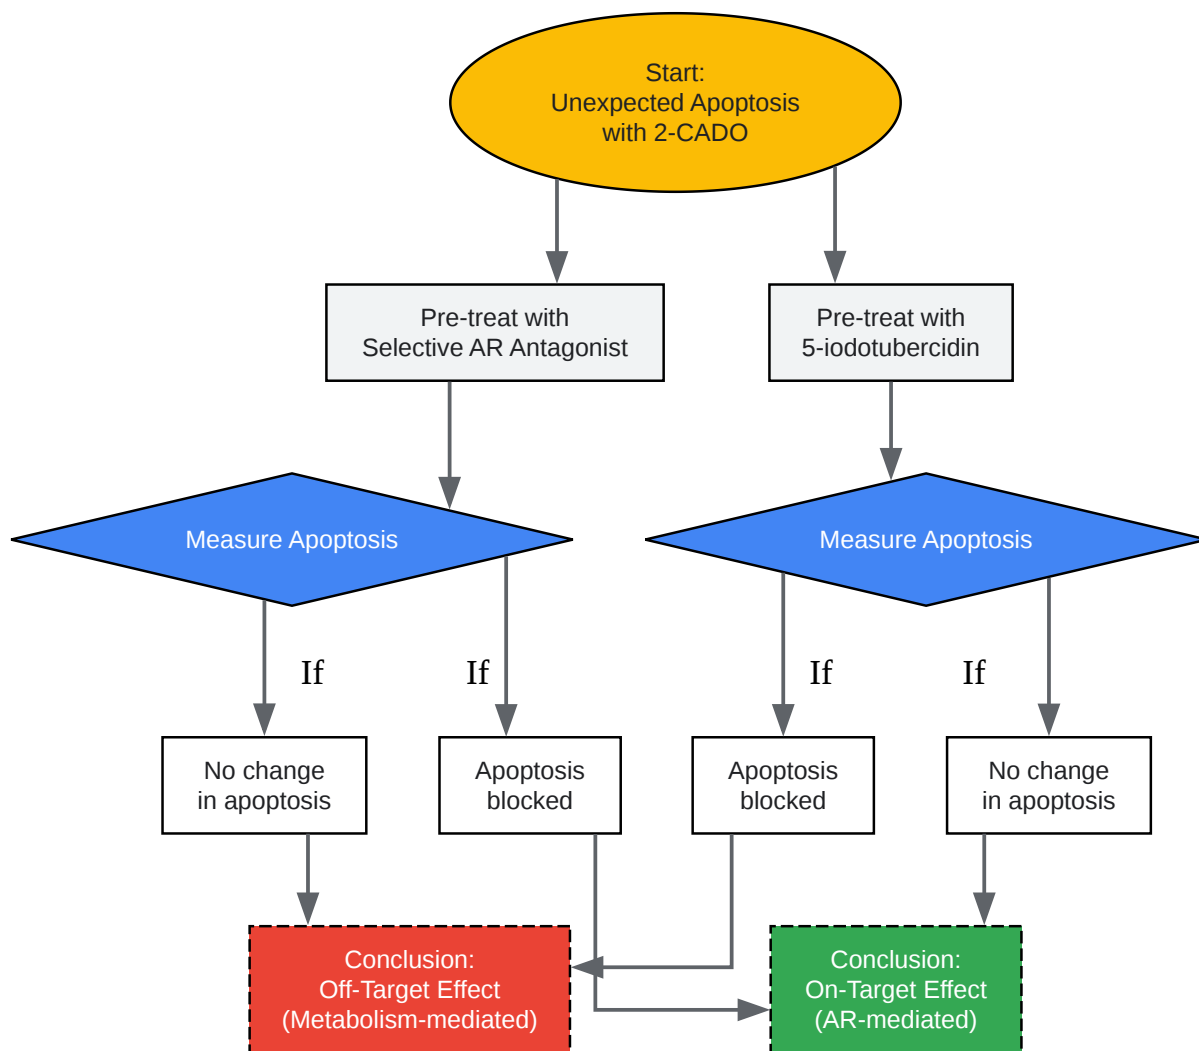 Start:
Unexpected Apoptosis
with 2-CADO
Pre-treat with
Selective AR Antagonist
Pre-treat with
5-iodotubercidin
Measure Apoptosis
Measure Apoptosis
If
If
If
If
No change
in apoptosis
Apoptosis
blocked
Apoptosis
blocked
No change
in apoptosis
Conclusion:
Off-Target Effect
(Metabolism-mediated)
Conclusion:
On-Target Effect
(AR-mediated)